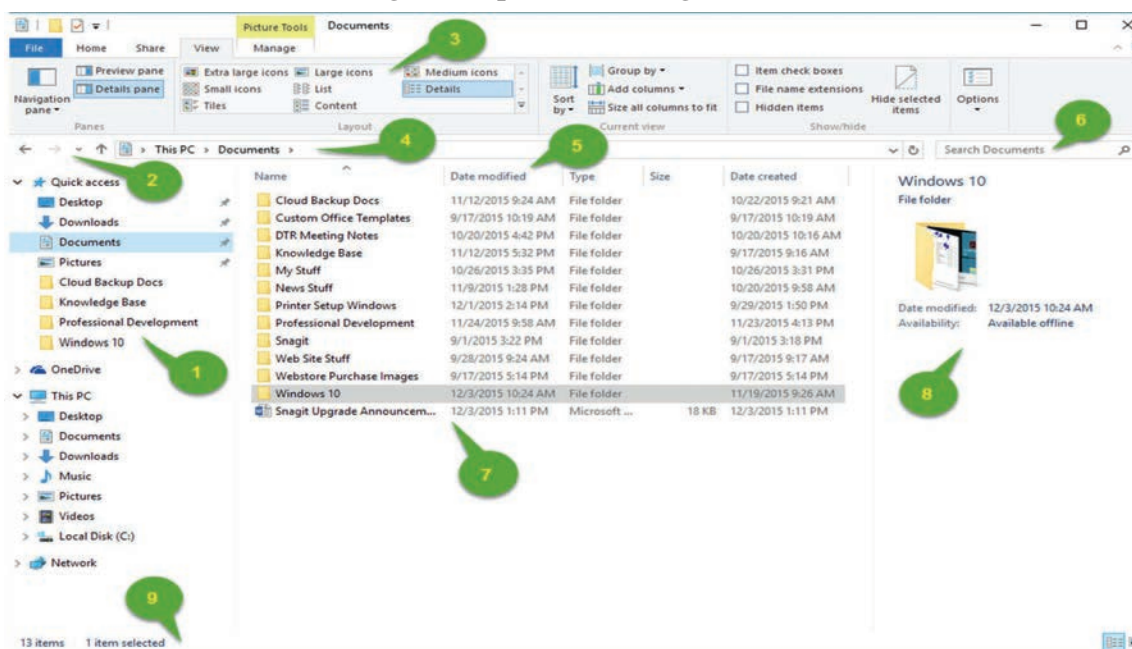 Picture Tools Documents
File Home Share View Manage
3
Navigation pane
Preview pane
Details pane
Panes
Extra large icons Large icons Medium icons
Small icons List Details
Tiles Content
Layout
Sort by
Group by
Add columns
Size all columns to fit
Current view
Item check boxes
File name extensions
Hidden items
Hide selected items
Show/hide
Options
This PC > Documents >
4
Search Documents
6
2
5
Quick access
Desktop
Downloads
Documents
Pictures
Cloud Backup Docs
Knowledge Base
Professional Development
Windows 10
1
OneDrive
This PC
Desktop
Documents
Downloads
Music
Pictures
Videos
Local Disk (C:)
Network
Name Date modified Type Size Date created
Cloud Backup Docs 11/12/2015 9:24 AM File folder 10/22/2015 9:21 AM
Custom Office Templates 9/17/2015 10:19 AM File folder 9/17/2015 10:19 AM
DTR Meeting Notes 10/20/2015 4:42 PM File folder 10/20/2015 10:16 AM
Knowledge Base 11/12/2015 5:32 PM File folder 9/17/2015 9:16 AM
My Stuff 10/26/2015 3:35 PM File folder 10/26/2015 3:31 PM
News Stuff 11/9/2015 1:28 PM File folder 10/20/2015 9:58 AM
Printer Setup Windows 12/1/2015 2:14 PM File folder 9/29/2015 1:50 PM
Professional Development 11/24/2015 9:58 AM File folder 11/23/2015 4:13 PM
Snagit 9/1/2015 3:22 PM File folder 9/1/2015 3:18 PM
Web Site Stuff 9/28/2015 9:24 AM File folder 9/17/2015 9:17 AM
Webstore Purchase Images 9/17/2015 5:14 PM File folder 9/17/2015 5:14 PM
Windows 10 12/3/2015 10:24 AM File folder 11/19/2015 9:26 AM
Snagit Upgrade Announcem... 12/3/2015 1:11 PM Microsoft ... 18 KB 12/3/2015 1:11 PM
7
Windows 10
File folder
Date modified: 12/3/2015 10:24 AM
Availability: Available offline
8
9
13 items 1 item selected